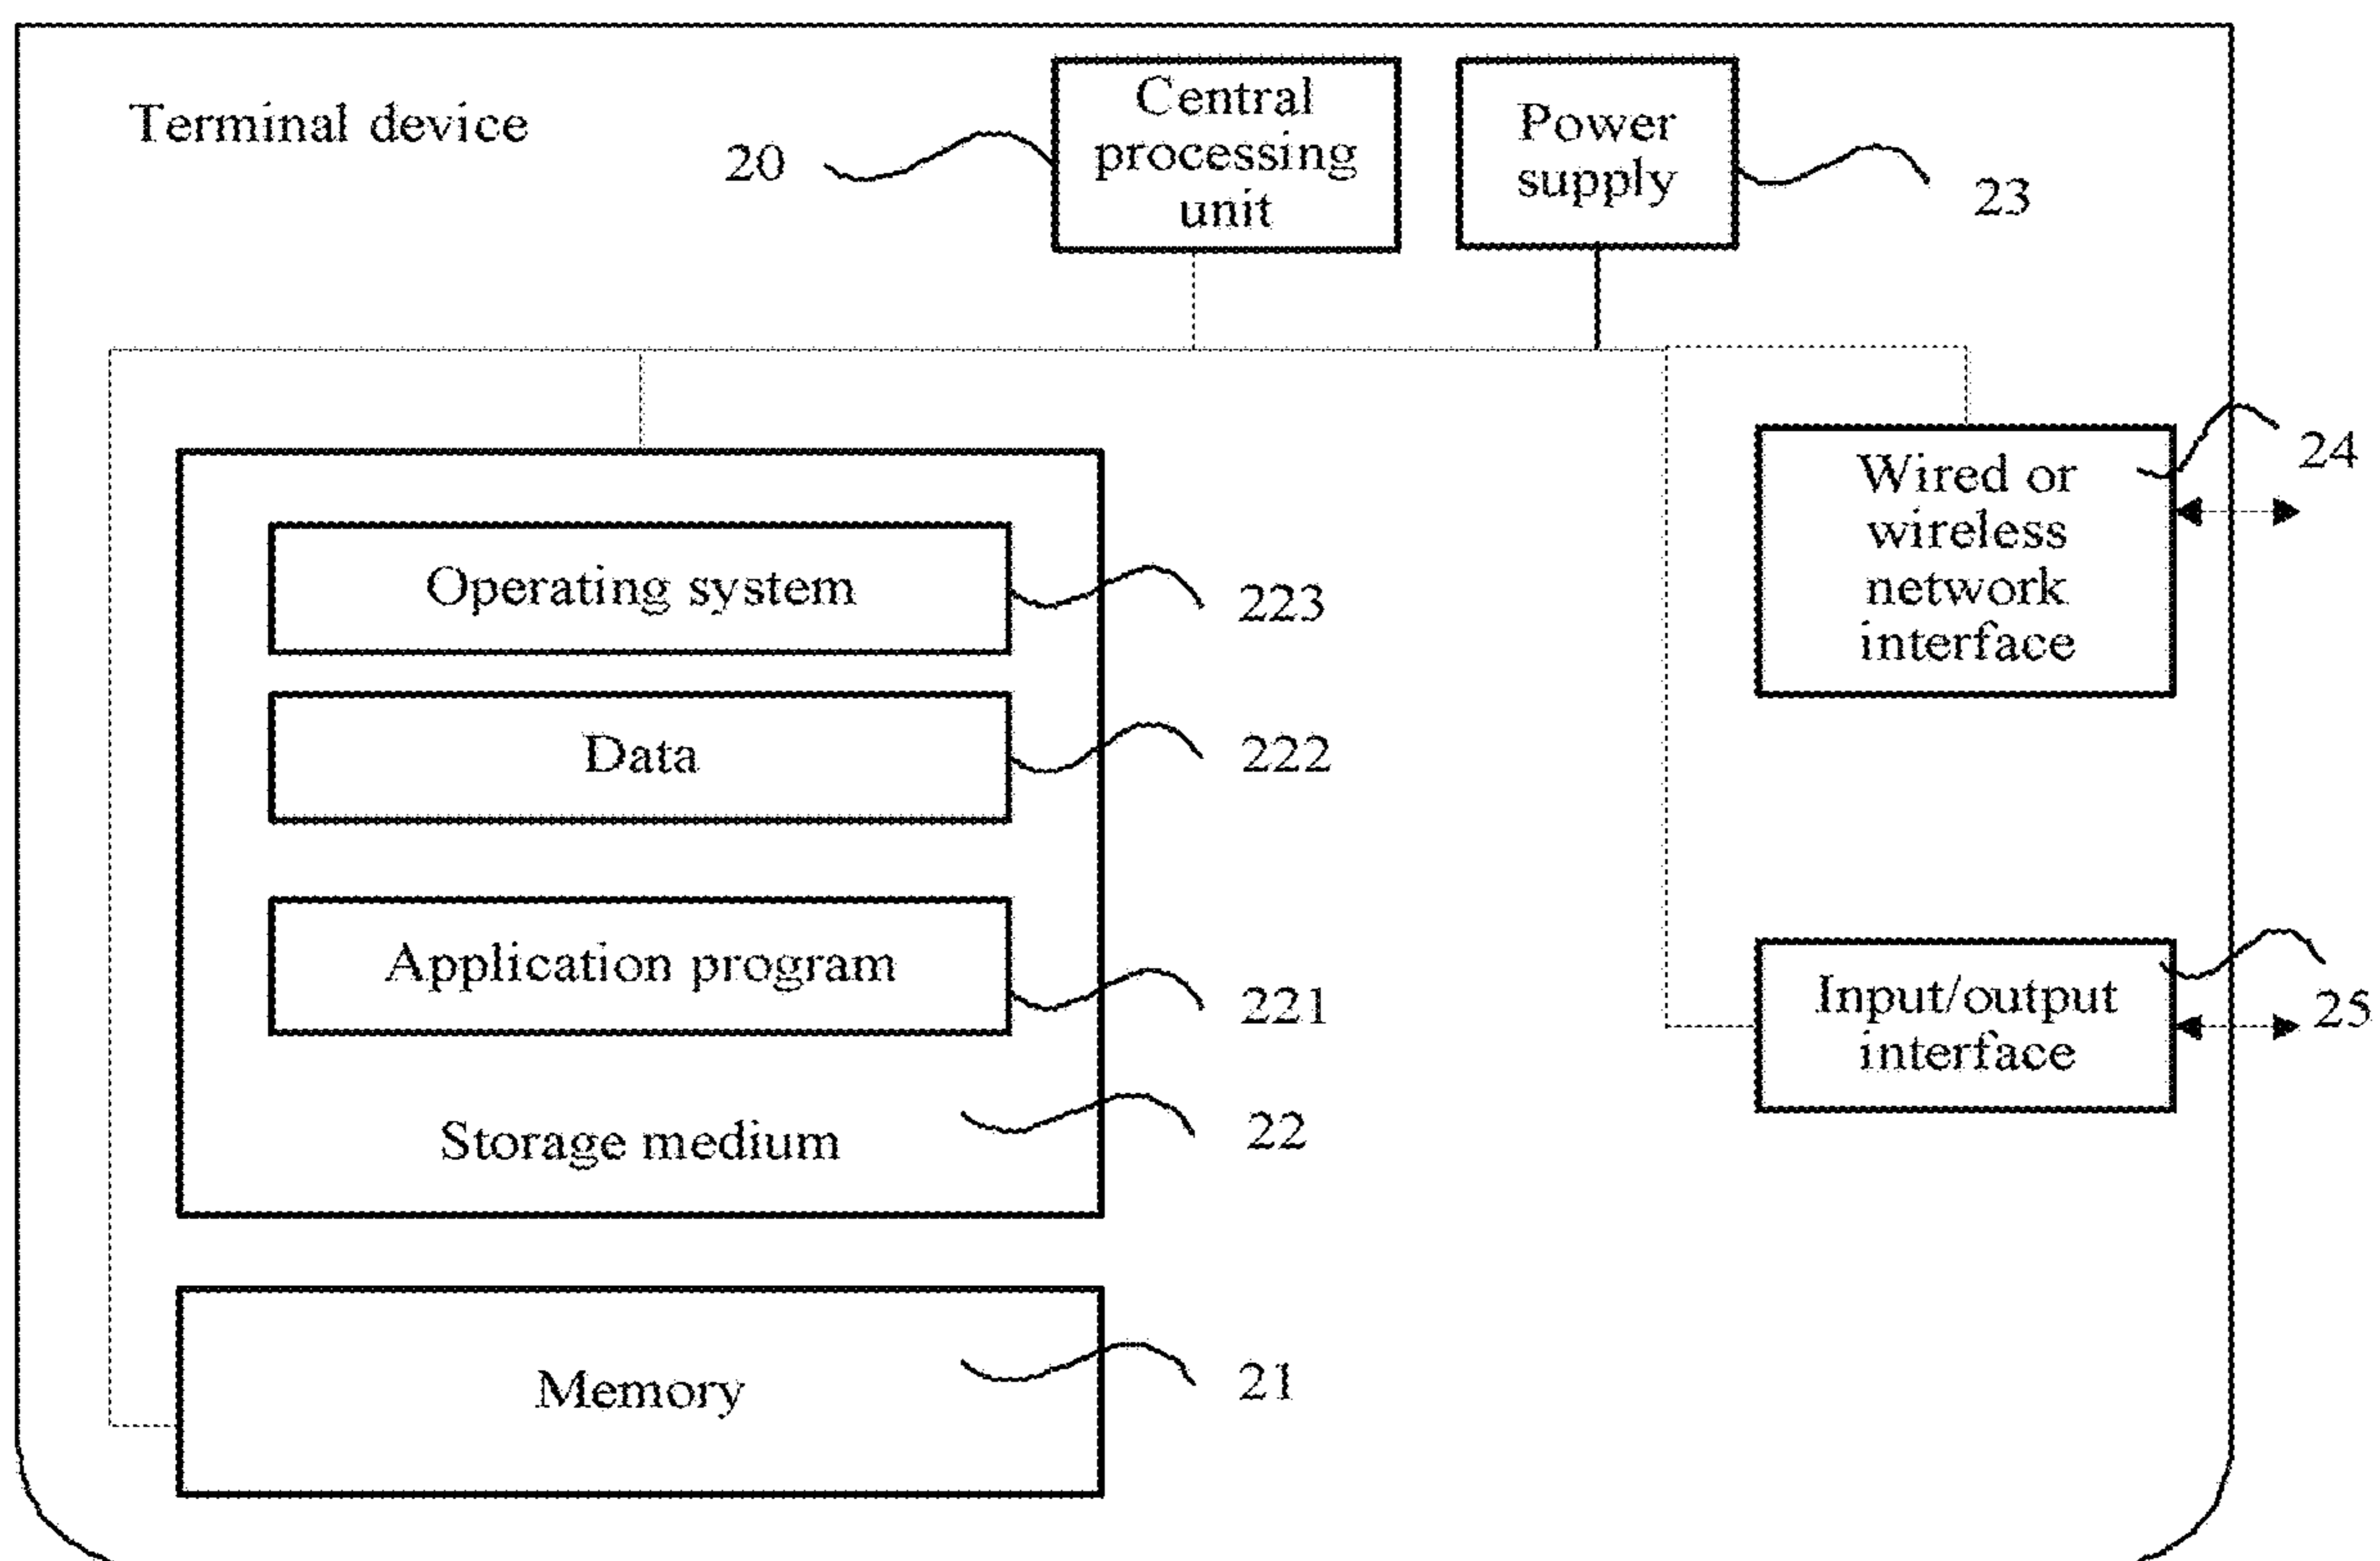 Terminal device
20
Central
processing
unit
Power
supply
23
Operating system
223
Data
222
Application program
221
Storage medium
22
Memory
21
Wired or
wireless
network
interface
24
Input/output
interface
25